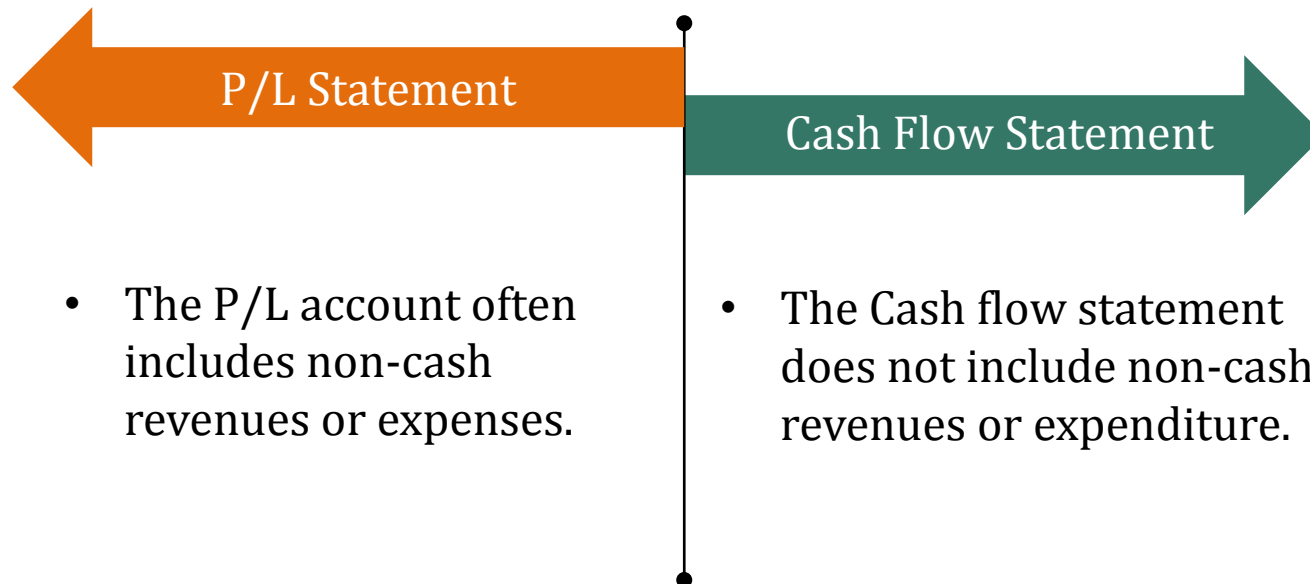 P/L Statement
Cash Flow Statement
• The P/L account often
includes non-cash
revenues or expenses.
• The Cash flow statement
does not include non-cash
revenues or expenditure.